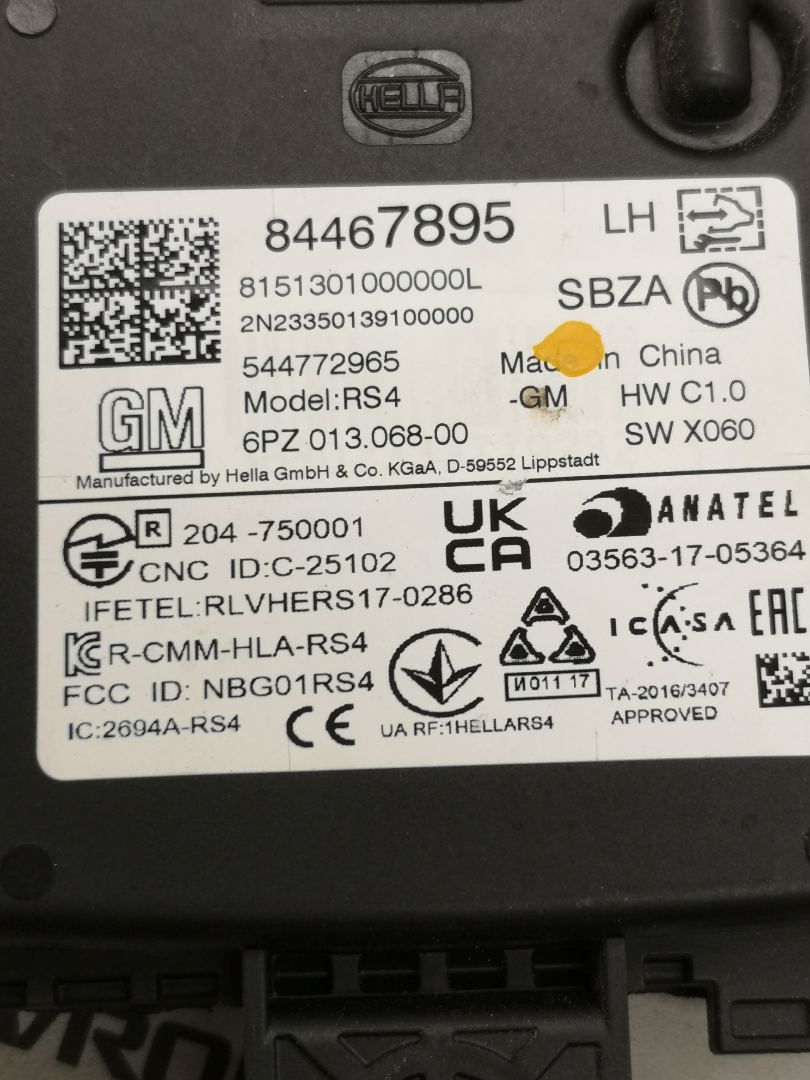 HELLA
84467895 LH
8151301000000L SBZA Pb
2N23350139100000
544772965 Made in China
GM Model:RS4 -GM HW C1.0
6PZ 013.068-00 SW X060
Manufactured by Hella GmbH & Co. KGaA, D-59552 Lippstadt
R 204 -750001 UK CA ANATEL
CNC ID:C-25102 03563-17-05364
IFETEL:RLVHERS17-0286
R-CMM-HLA-RS4 ICASA EAC
FCC ID: NBG01RS4 И011 17 TA-2016/3407
IC:2694A-RS4 CE UA RF:1HELLARS4 APPROVED